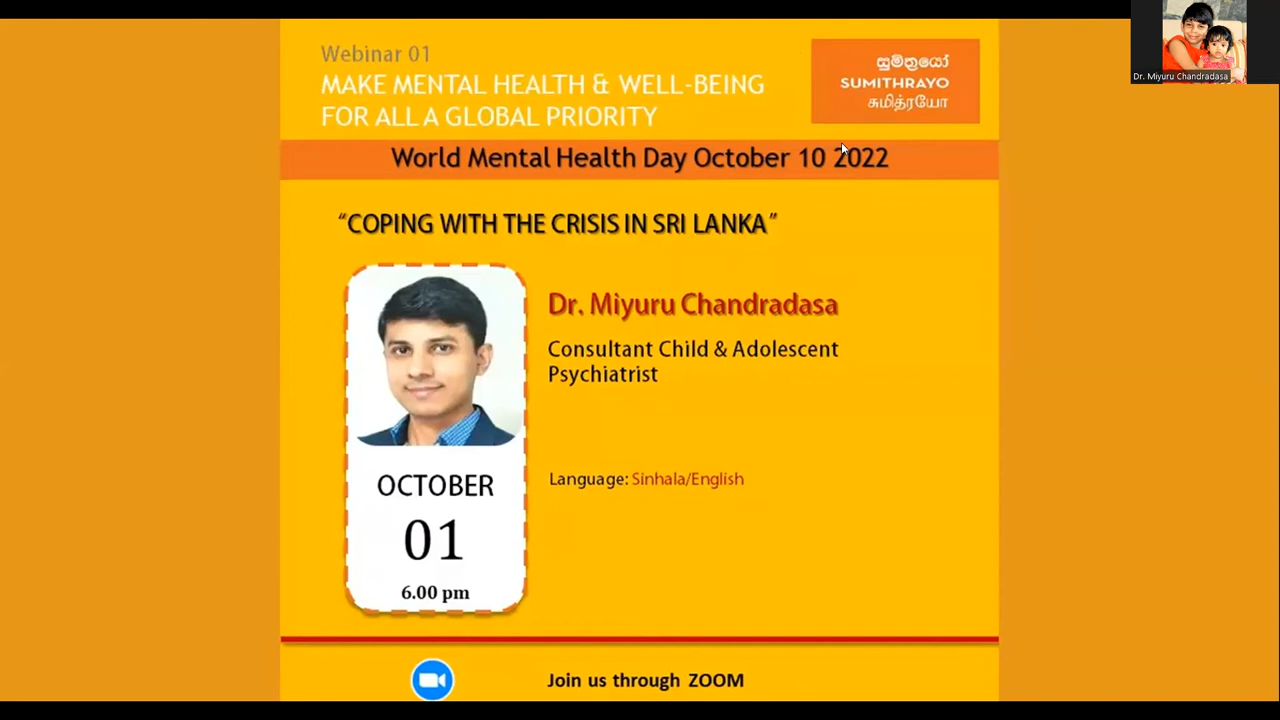 Webinar 01
MAKE MENTAL HEALTH & WELL-BEING
FOR ALL A GLOBAL PRIORITY
සුමිත්‍රයෝ
SUMITHRAYO
சுமித்ரயோ
Dr. Miyuru Chandradasa
World Mental Health Day October 10 2022
“COPING WITH THE CRISIS IN SRI LANKA”
Dr. Miyuru Chandradasa
Consultant Child & Adolescent
Psychiatrist
Language: Sinhala/English
OCTOBER
01
6.00 pm
Join us through ZOOM